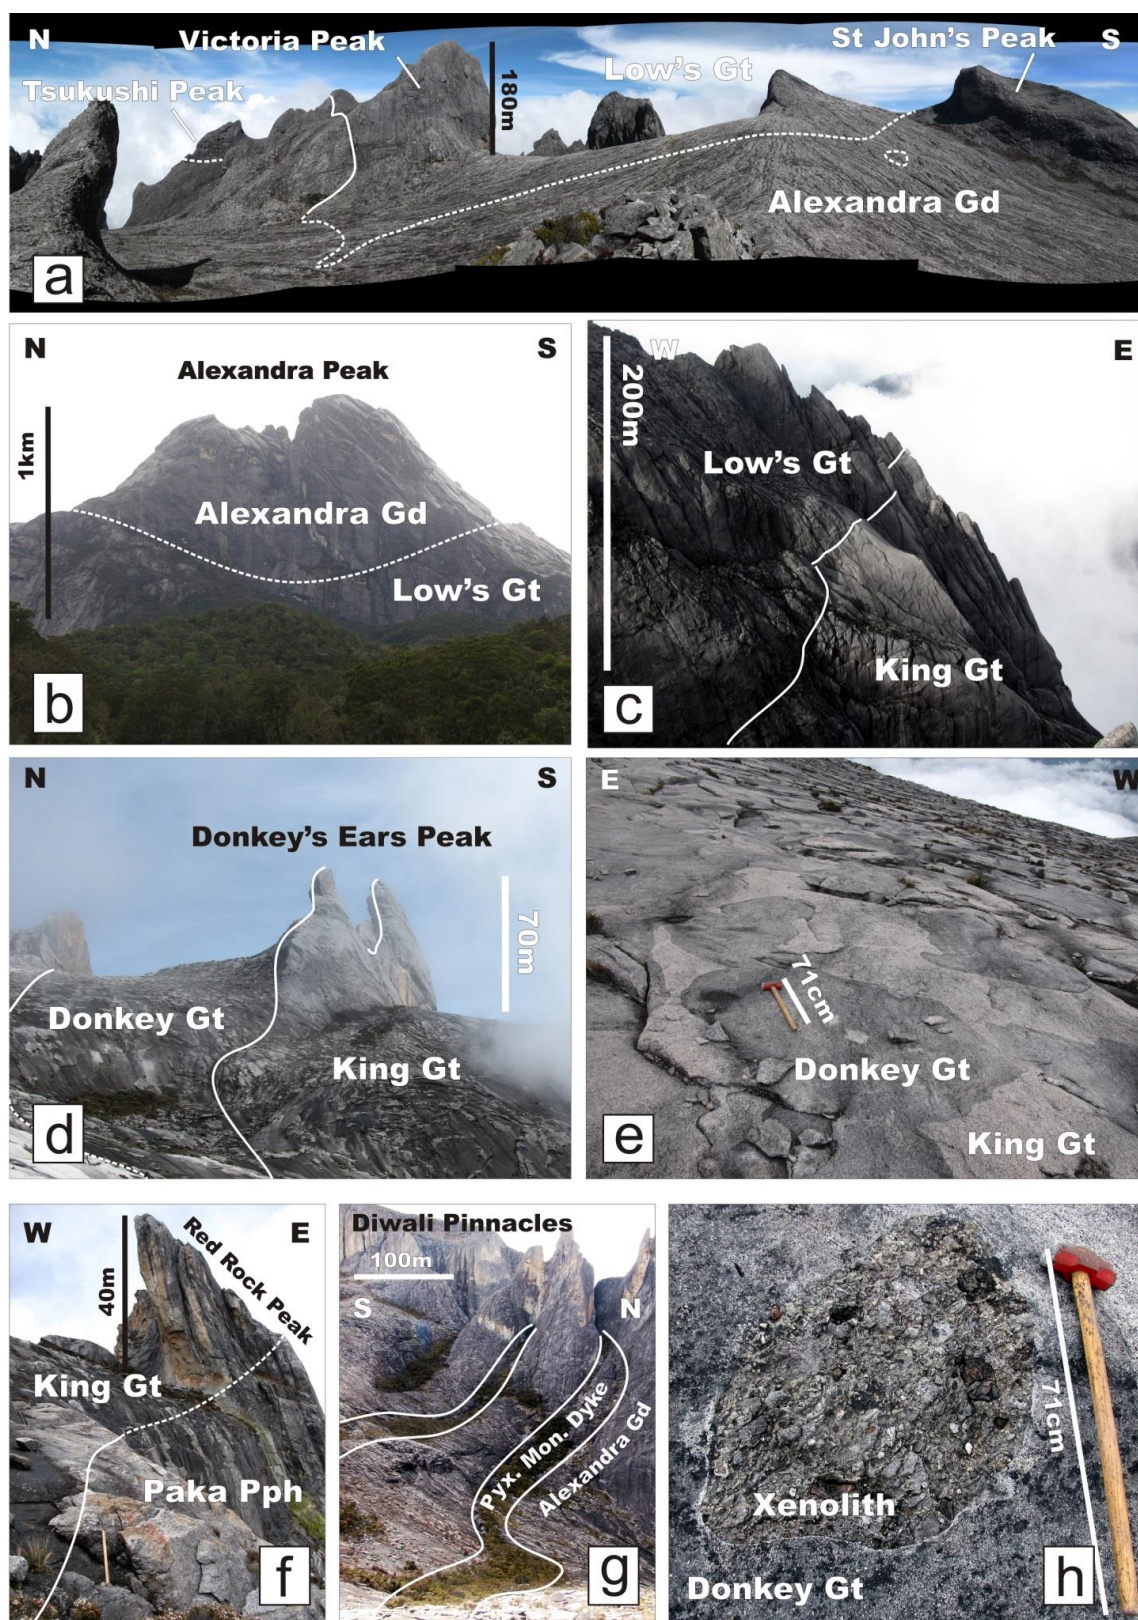 N
Victoria Peak
St John's Peak
S
Low's Gt
Tsukushi Peak
180m
Alexandra Gd
a
N
S
Alexandra Peak
1km
Alexandra Gd
Low's Gt
b
W
E
200m
Low's Gt
King Gt
c
N
S
Donkey's Ears Peak
70m
Donkey Gt
King Gt
d
E
W
71cm
Donkey Gt
King Gt
e
W
E
Red Rock Peak
40m
King Gt
Paka Pph
f
Diwali Pinnacles
100m
S
N
Pyx. Mon. Dyke
Alexandra Gd
g
71cm
Xenolith
Donkey Gt
h